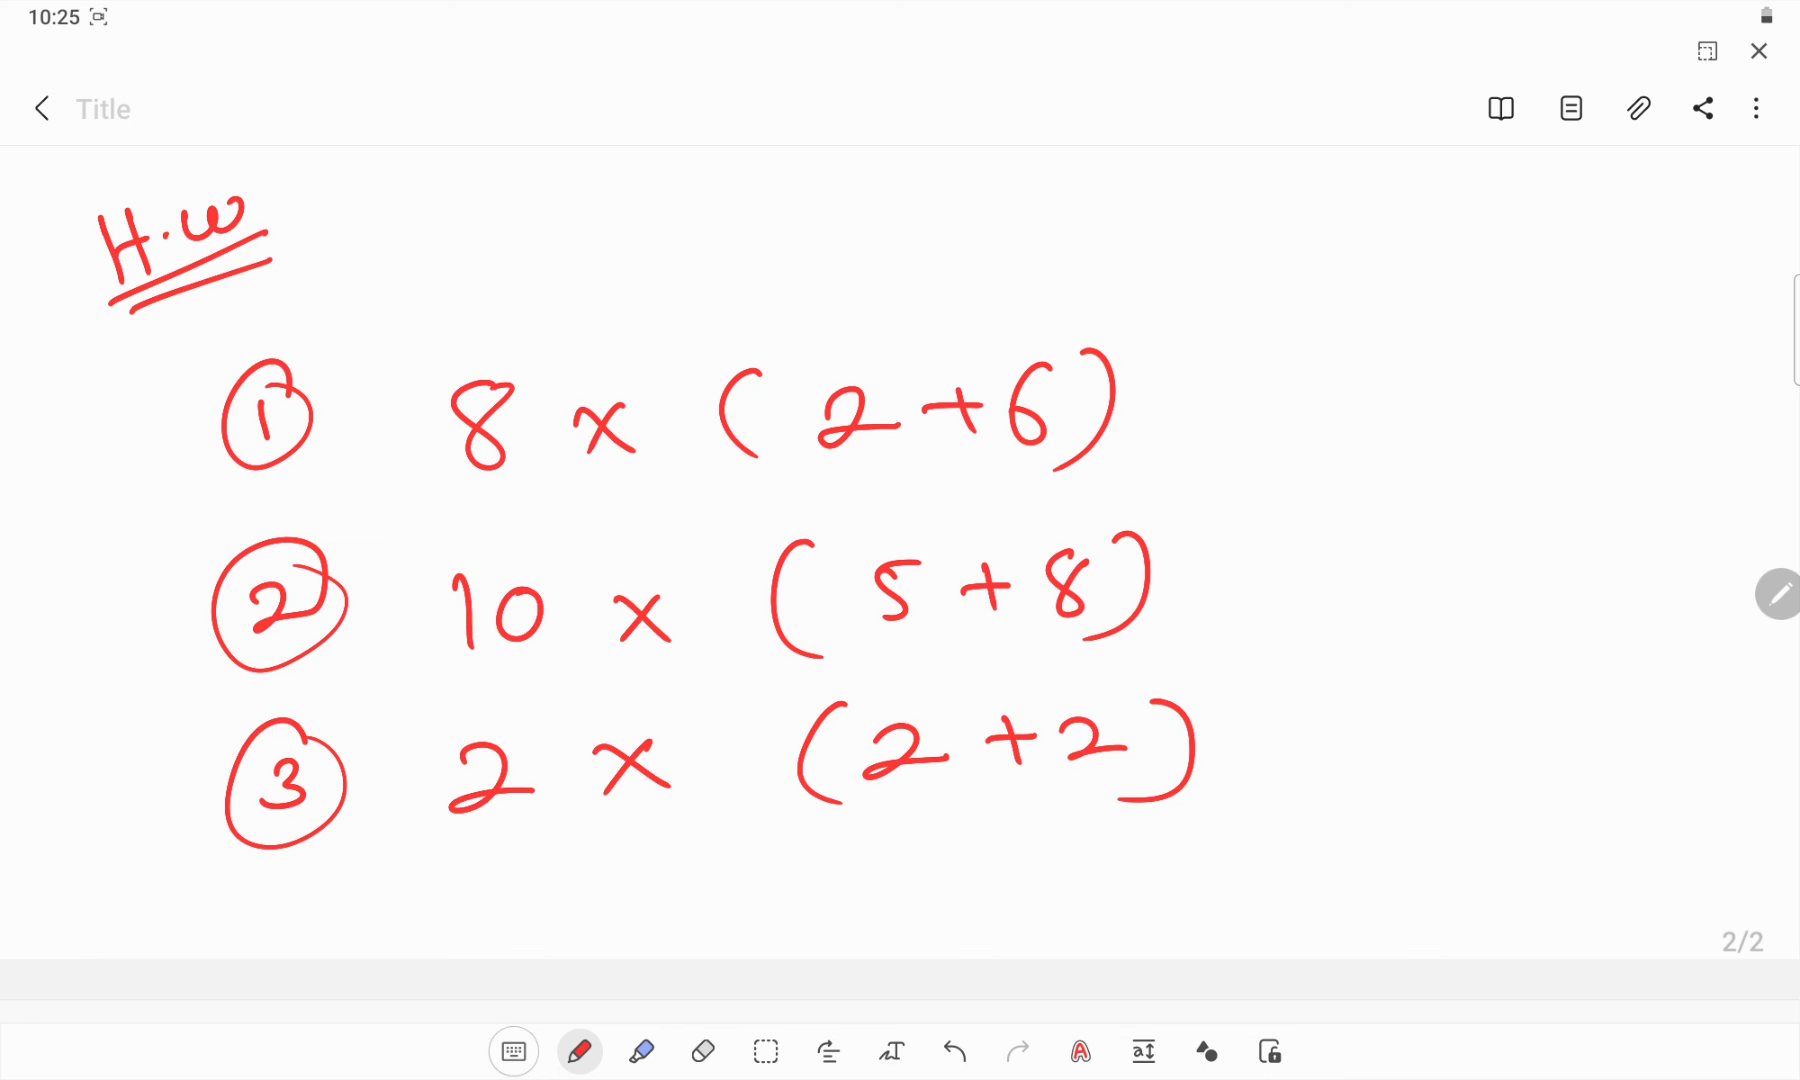 10:25
Title
H.W
① 8 × (2+6)
② 10 × (5+8)
③ 2 × (2+2)
2/2